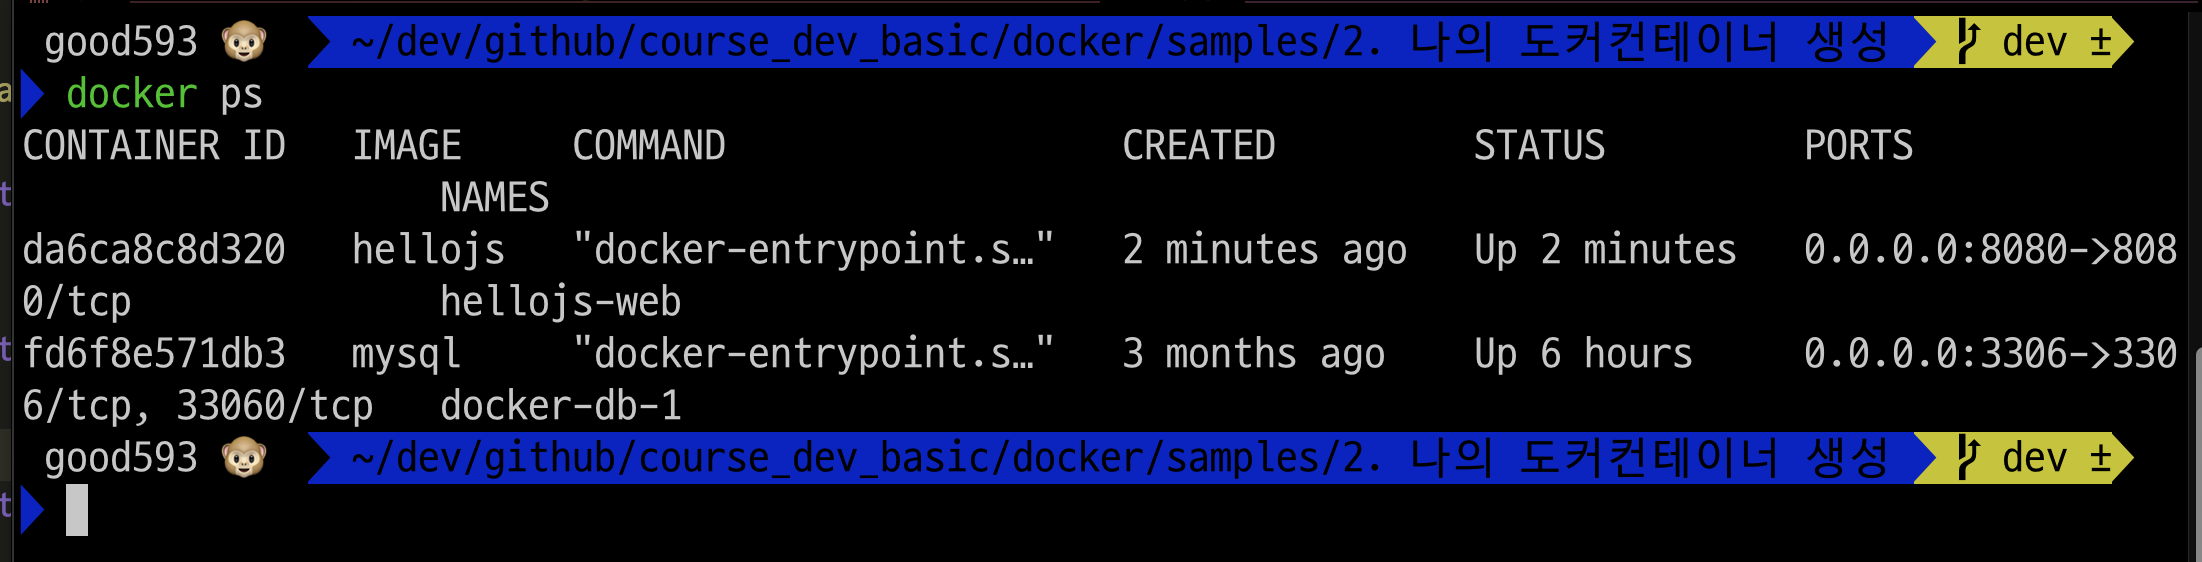 good593 🐵 ~/dev/github/course_dev_basic/docker/samples/2. 나의 도커컨테이너 생성 dev ±
docker ps
CONTAINER ID   IMAGE     COMMAND                  CREATED         STATUS         PORTS
                   NAMES
da6ca8c8d320   hellojs   "docker-entrypoint.s…"   2 minutes ago   Up 2 minutes   0.0.0.0:8080->808
0/tcp              hellojs-web
fd6f8e571db3   mysql     "docker-entrypoint.s…"   3 months ago    Up 6 hours     0.0.0.0:3306->330
6/tcp, 33060/tcp   docker-db-1
good593 🐵 ~/dev/github/course_dev_basic/docker/samples/2. 나의 도커컨테이너 생성 dev ±